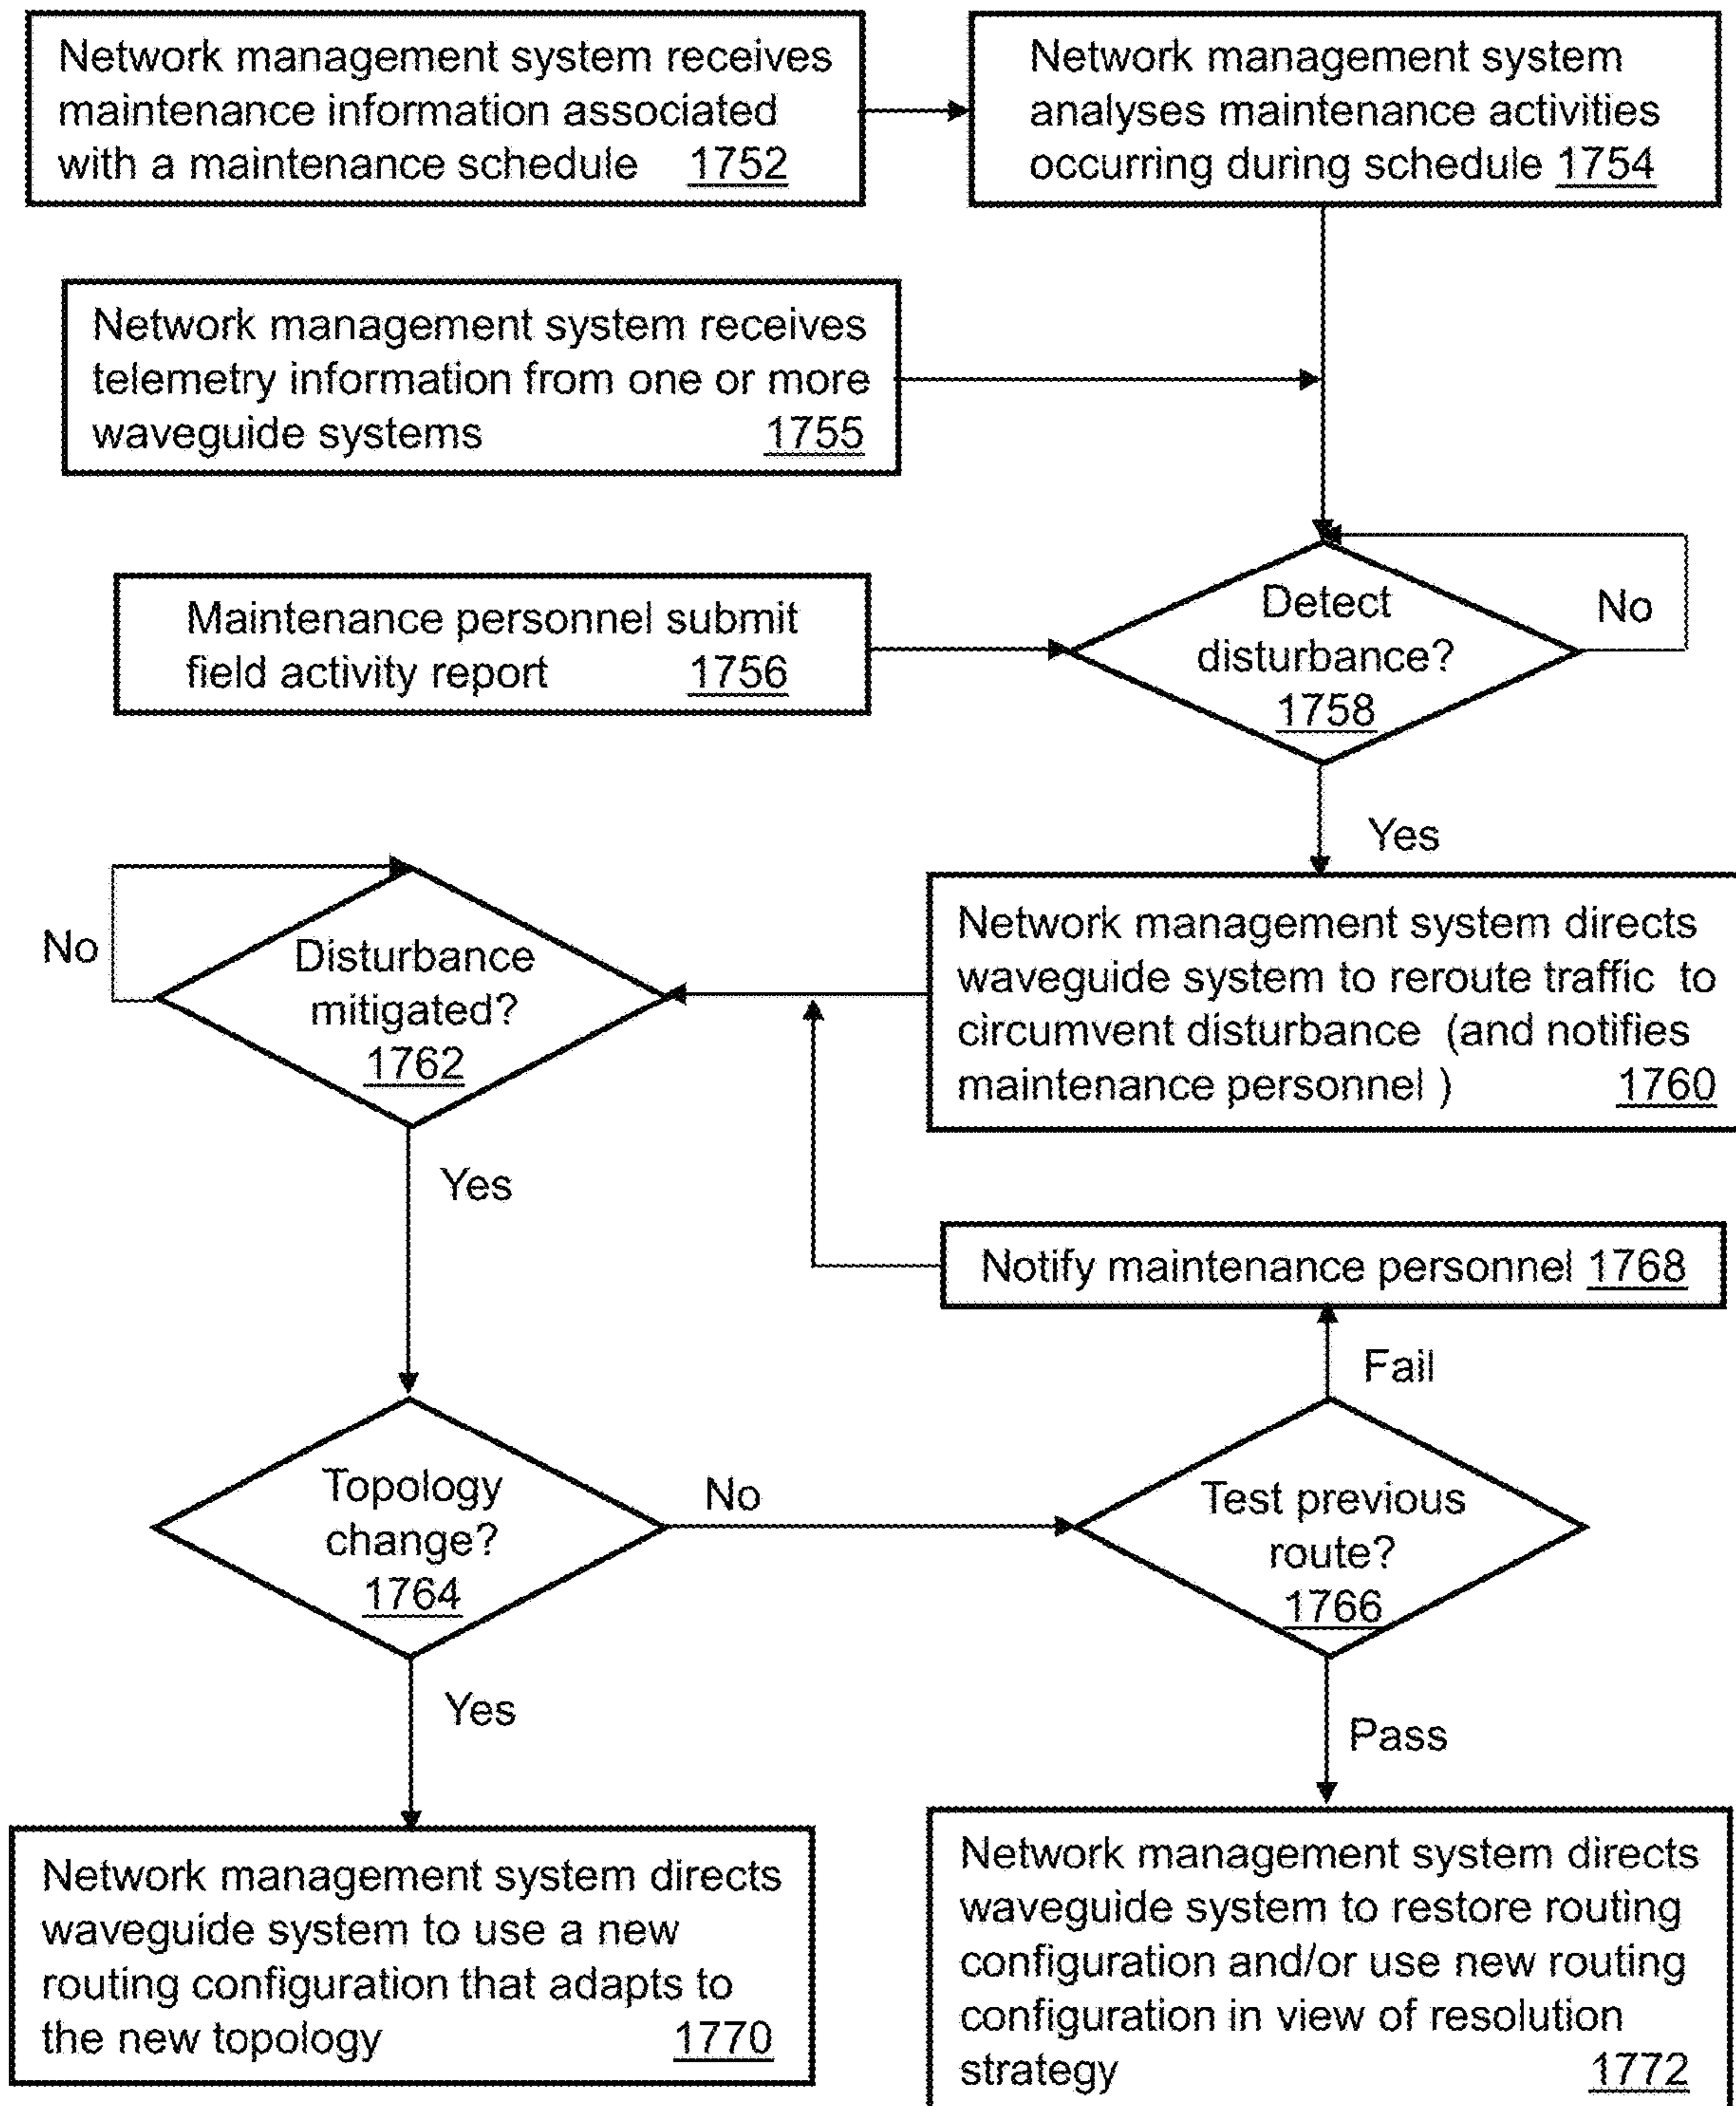 Network management system receives
maintenance information associated
with a maintenance schedule 1752
Network management system
analyses maintenance activities
occurring during schedule 1754
Network management system receives
telemetry information from one or more
waveguide systems 1755
Maintenance personnel submit
field activity report 1756
Detect
disturbance?
1758
No
Yes
Network management system directs
waveguide system to reroute traffic to
circumvent disturbance (and notifies
maintenance personnel ) 1760
No
Disturbance
mitigated?
1762
Yes
Notify maintenance personnel 1768
Fail
Topology
change?
1764
No
Test previous
route?
1766
Yes
Pass
Network management system directs
waveguide system to use a new
routing configuration that adapts to
the new topology 1770
Network management system directs
waveguide system to restore routing
configuration and/or use new routing
configuration in view of resolution
strategy 1772